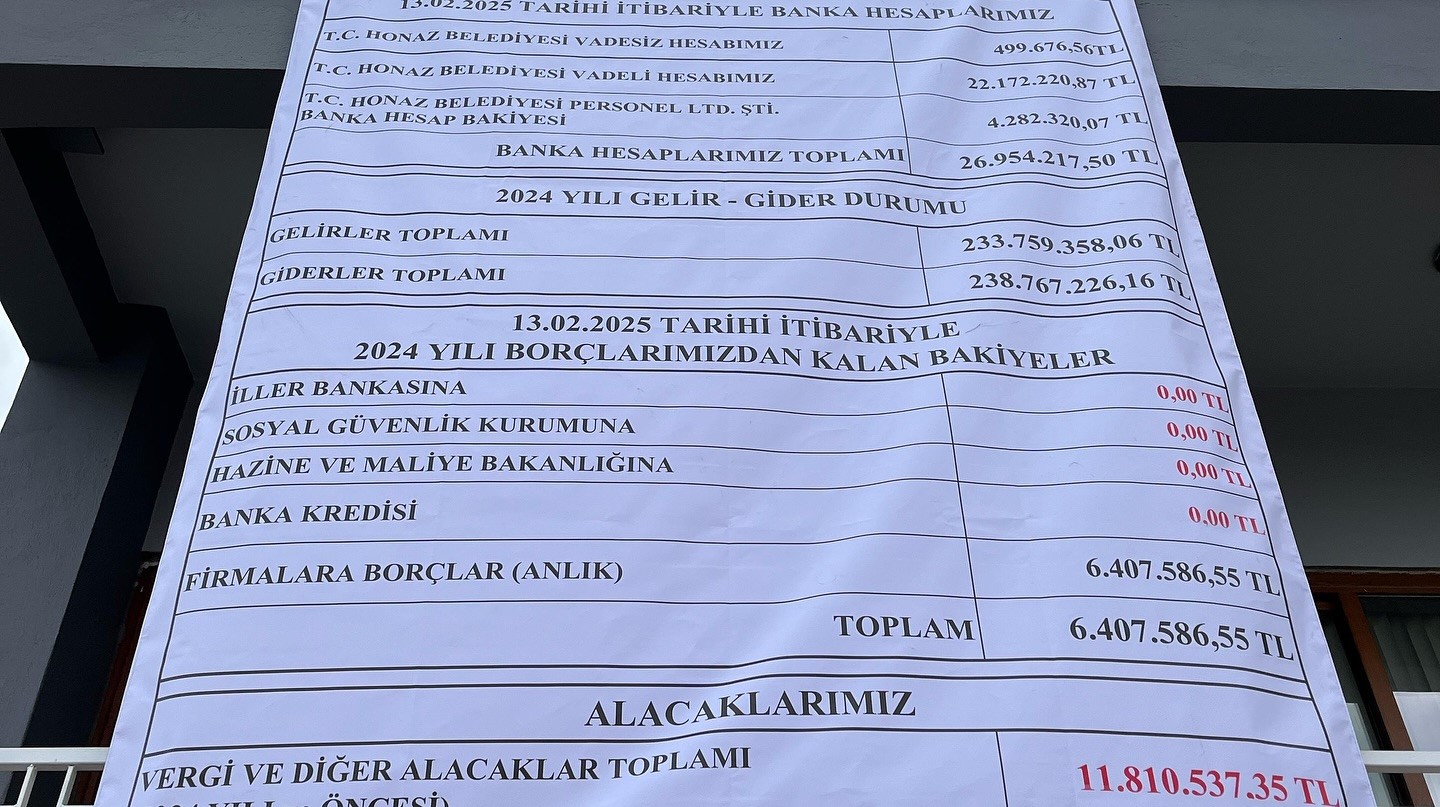 13.02.2025 TARİHİ İTİBARİYLE BANKA HESAPLARIMIZ
T.C. HONAZ BELEDİYESİ VADESİZ HESABIMIZ 499.676,56TL
T.C. HONAZ BELEDİYESİ VADELİ HESABIMIZ 22.172.220,87 TL
T.C. HONAZ BELEDİYESİ PERSONEL LTD. ŞTİ.
BANKA HESAP BAKİYESİ 4.282.320,07 TL
BANKA HESAPLARIMIZ TOPLAMI 26.954.217,50 TL
2024 YILI GELİR - GİDER DURUMU
GELİRLER TOPLAMI 233.759.358,06 TL
GİDERLER TOPLAMI 238.767.226,16 TL
13.02.2025 TARİHİ İTİBARİYLE
2024 YILI BORÇLARIMIZDAN KALAN BAKİYELER
İLLER BANKASINA 0,00 TL
SOSYAL GÜVENLİK KURUMUNA 0,00 TL
HAZİNE VE MALİYE BAKANLIĞINA 0,00 TL
BANKA KREDİSİ 0,00 TL
FİRMALARA BORÇLAR (ANLIK) 6.407.586,55 TL
TOPLAM 6.407.586,55 TL
ALACAKLARIMIZ
VERGİ VE DİĞER ALACAKLAR TOPLAMI 11.810.537.35 TL
YILI ÖNCESİ)